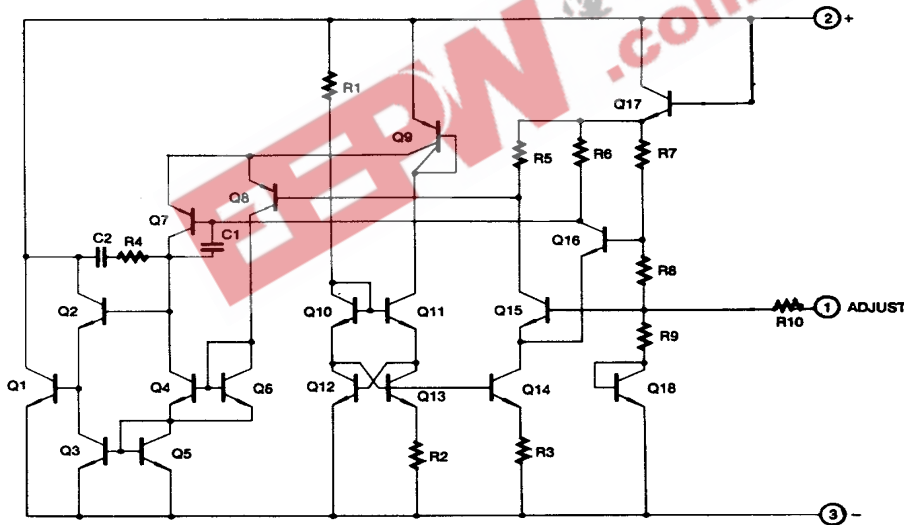 2 +
R1
Q17
Q9
R5
R6
R7
Q8
Q7
C1
C2
R4
Q16
R8
Q2
Q10
Q11
Q15
R10
1 ADJUST
R9
Q1
Q4
Q6
Q12
Q13
Q14
Q18
Q3
Q5
R2
R3
3 −
EEPW.com